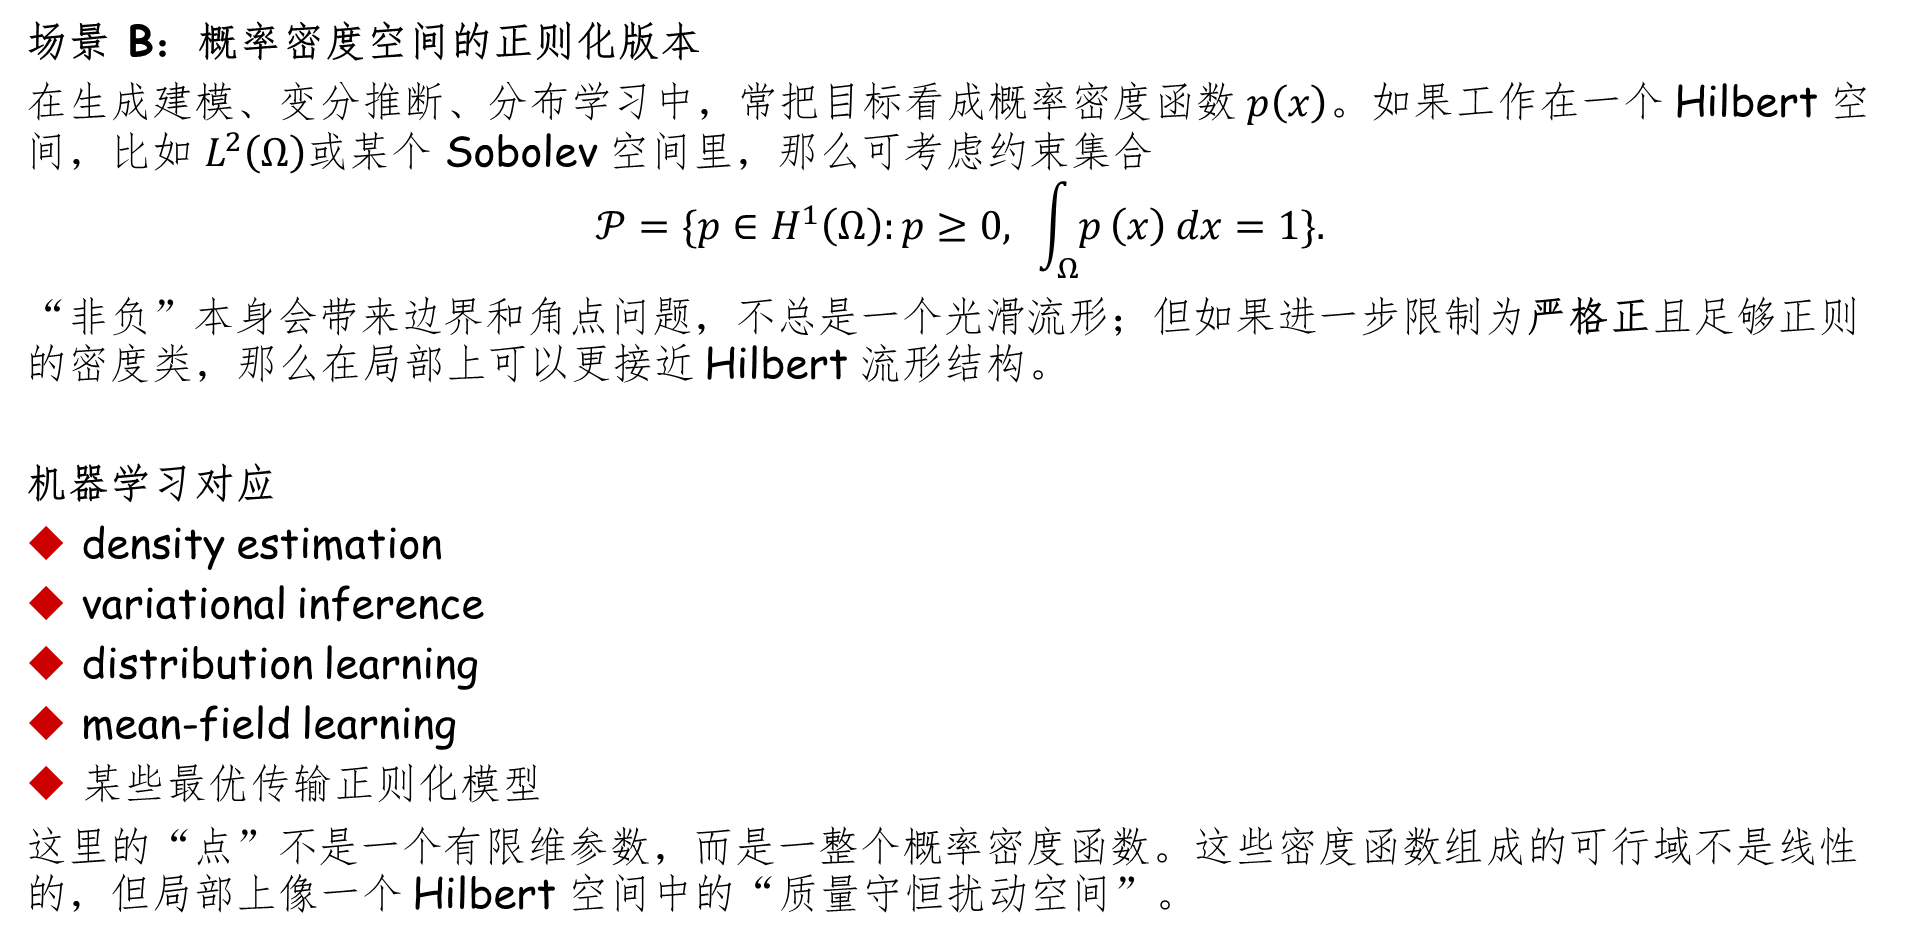 场景 B：概率密度空间的正则化版本
在生成建模、变分推断、分布学习中，常把目标看成概率密度函数 p(x)。如果工作在一个 Hilbert 空
间，比如 L²(Ω)或某个 Sobolev 空间里，那么可考虑约束集合
𝒫 = {p ∈ H¹(Ω): p ≥ 0, ∫_Ω p (x) dx = 1}.
“非负”本身会带来边界和角点问题，不总是一个光滑流形；但如果进一步限制为严格正且足够正则
的密度类，那么在局部上可以更接近 Hilbert 流形结构。
机器学习对应
◆ density estimation
◆ variational inference
◆ distribution learning
◆ mean-field learning
◆ 某些最优传输正则化模型
这里的“点”不是一个有限维参数，而是一整个概率密度函数。这些密度函数组成的可行域不是线性
的，但局部上像一个 Hilbert 空间中的“质量守恒扰动空间”。